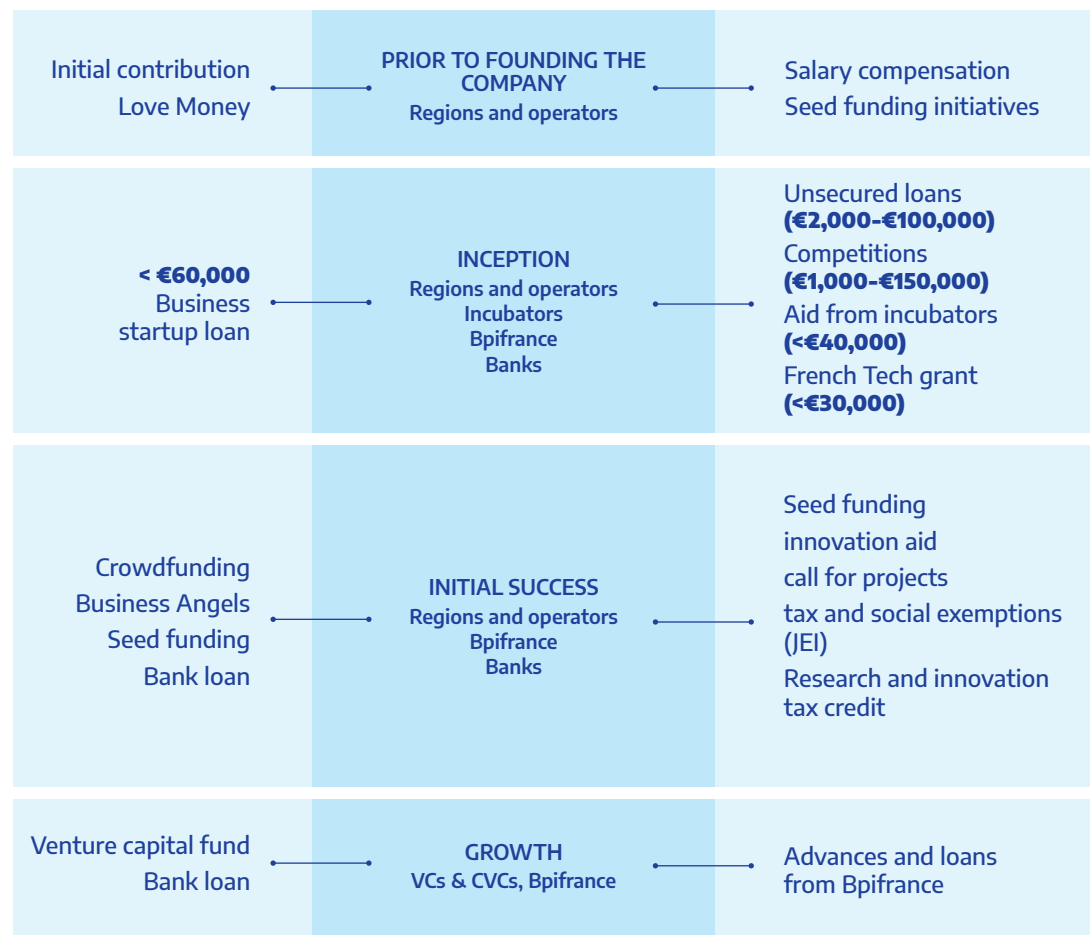 Initial contribution
Love Money
PRIOR TO FOUNDING THE
COMPANY
Regions and operators
Salary compensation
Seed funding initiatives
< €60,000
Business
startup loan
INCEPTION
Regions and operators
Incubators
Bpifrance
Banks
Unsecured loans
(€2,000-€100,000)
Competitions
(€1,000-€150,000)
Aid from incubators
(<€40,000)
French Tech grant
(<€30,000)
Crowdfunding
Business Angels
Seed funding
Bank loan
INITIAL SUCCESS
Regions and operators
Bpifrance
Banks
Seed funding
innovation aid
call for projects
tax and social exemptions
(JEI)
Research and innovation
tax credit
Venture capital fund
Bank loan
GROWTH
VCs & CVCs, Bpifrance
Advances and loans
from Bpifrance